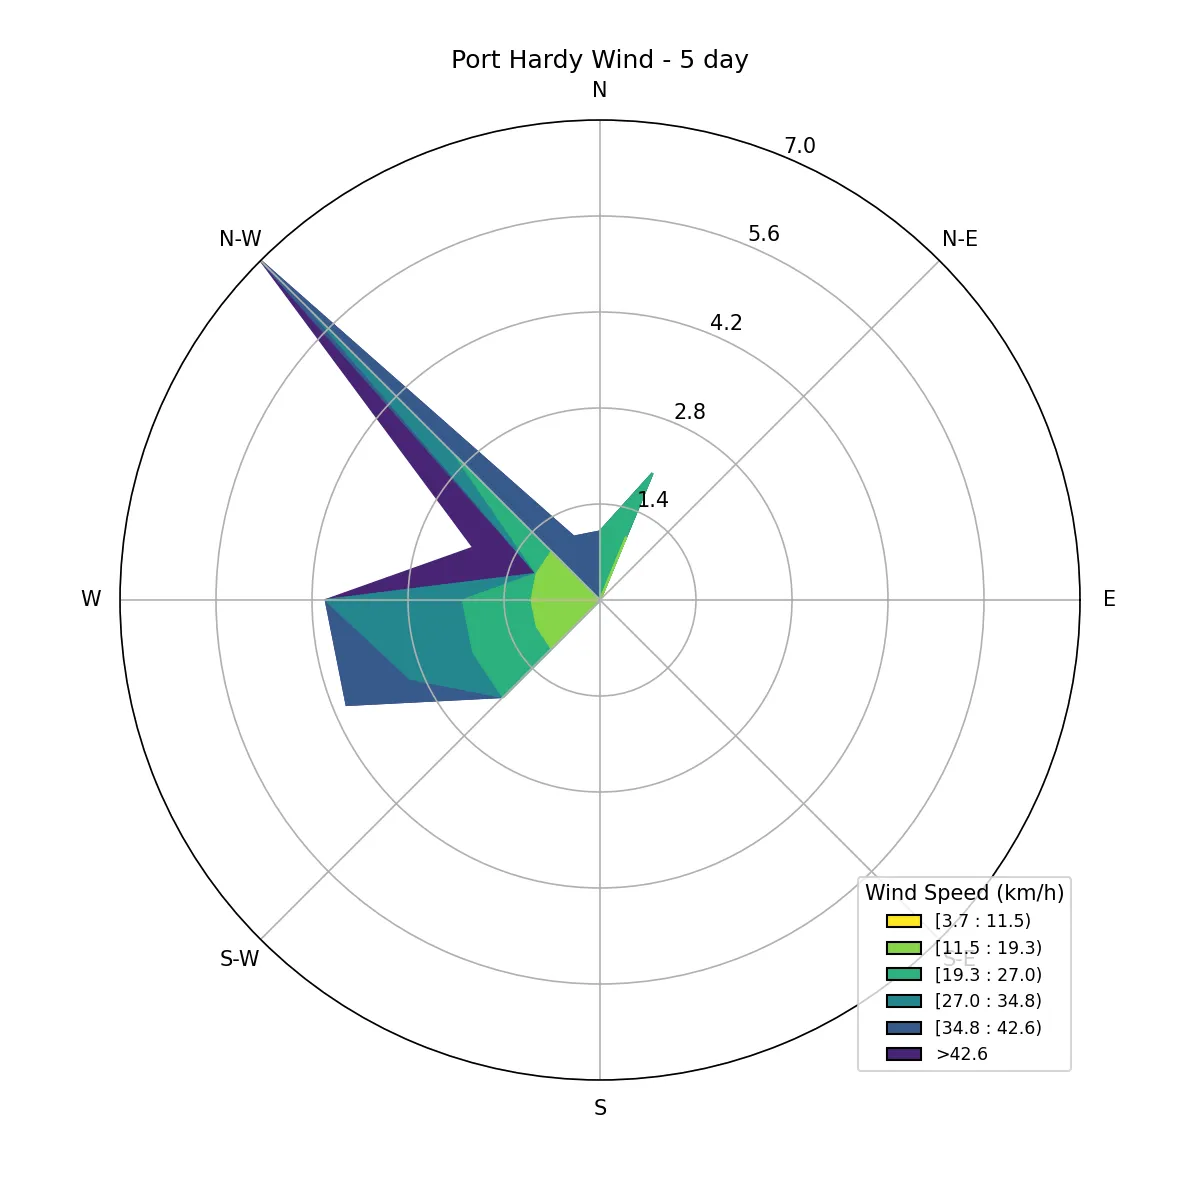 Port Hardy Wind - 5 day
N
7.0
N-W
5.6
N-E
4.2
2.8
1.4
W
E
Wind Speed (km/h)
[3.7 : 11.5)
[11.5 : 19.3)
S-W
S-E
[19.3 : 27.0)
[27.0 : 34.8)
[34.8 : 42.6)
>42.6
S